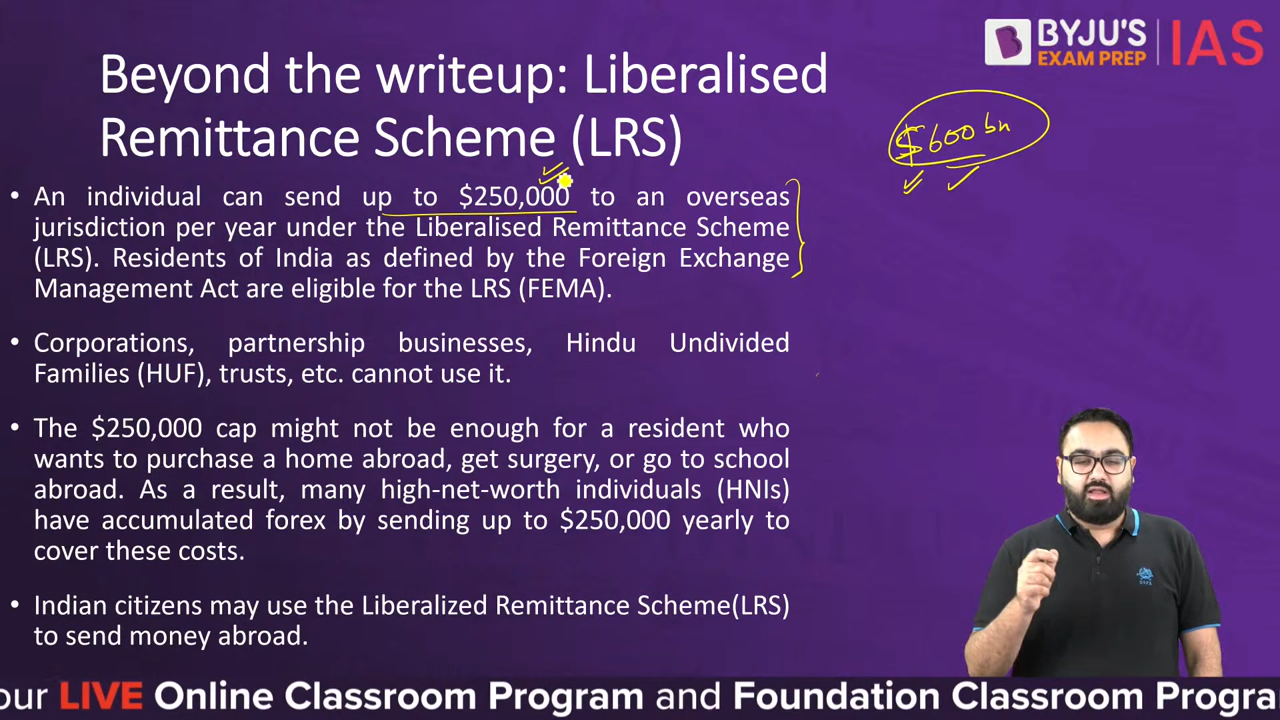 BYJU'S
EXAM PREP
IAS
Beyond the writeup: Liberalised
Remittance Scheme (LRS)
$600 bn
• An individual can send up to $250,000 to an overseas
jurisdiction per year under the Liberalised Remittance Scheme
(LRS). Residents of India as defined by the Foreign Exchange
Management Act are eligible for the LRS (FEMA).
• Corporations, partnership businesses, Hindu Undivided
Families (HUF), trusts, etc. cannot use it.
• The $250,000 cap might not be enough for a resident who
wants to purchase a home abroad, get surgery, or go to school
abroad. As a result, many high-net-worth individuals (HNIs)
have accumulated forex by sending up to $250,000 yearly to
cover these costs.
• Indian citizens may use the Liberalized Remittance Scheme(LRS)
to send money abroad.
our LIVE Online Classroom Program and Foundation Classroom Progra